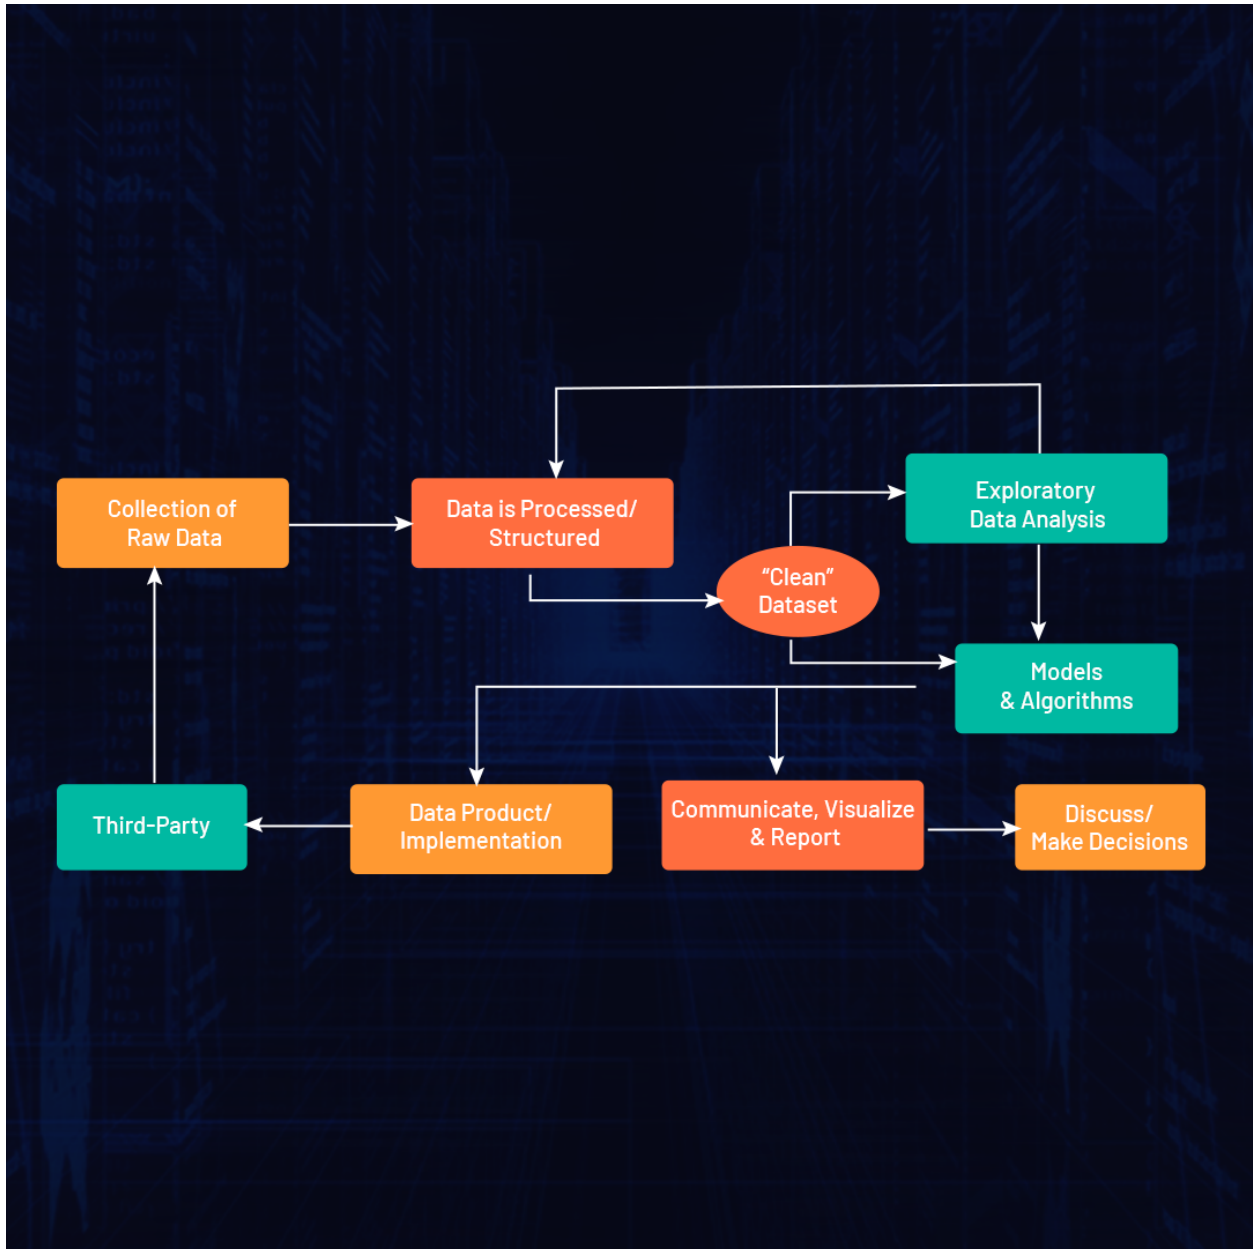 Collection of
Raw Data
Data is Processed/
Structured
“Clean“
Dataset
Exploratory
Data Analysis
Models
& Algorithms
Third-Party
Data Product/
Implementation
Communicate, Visualize
& Report
Discuss/
Make Decisions